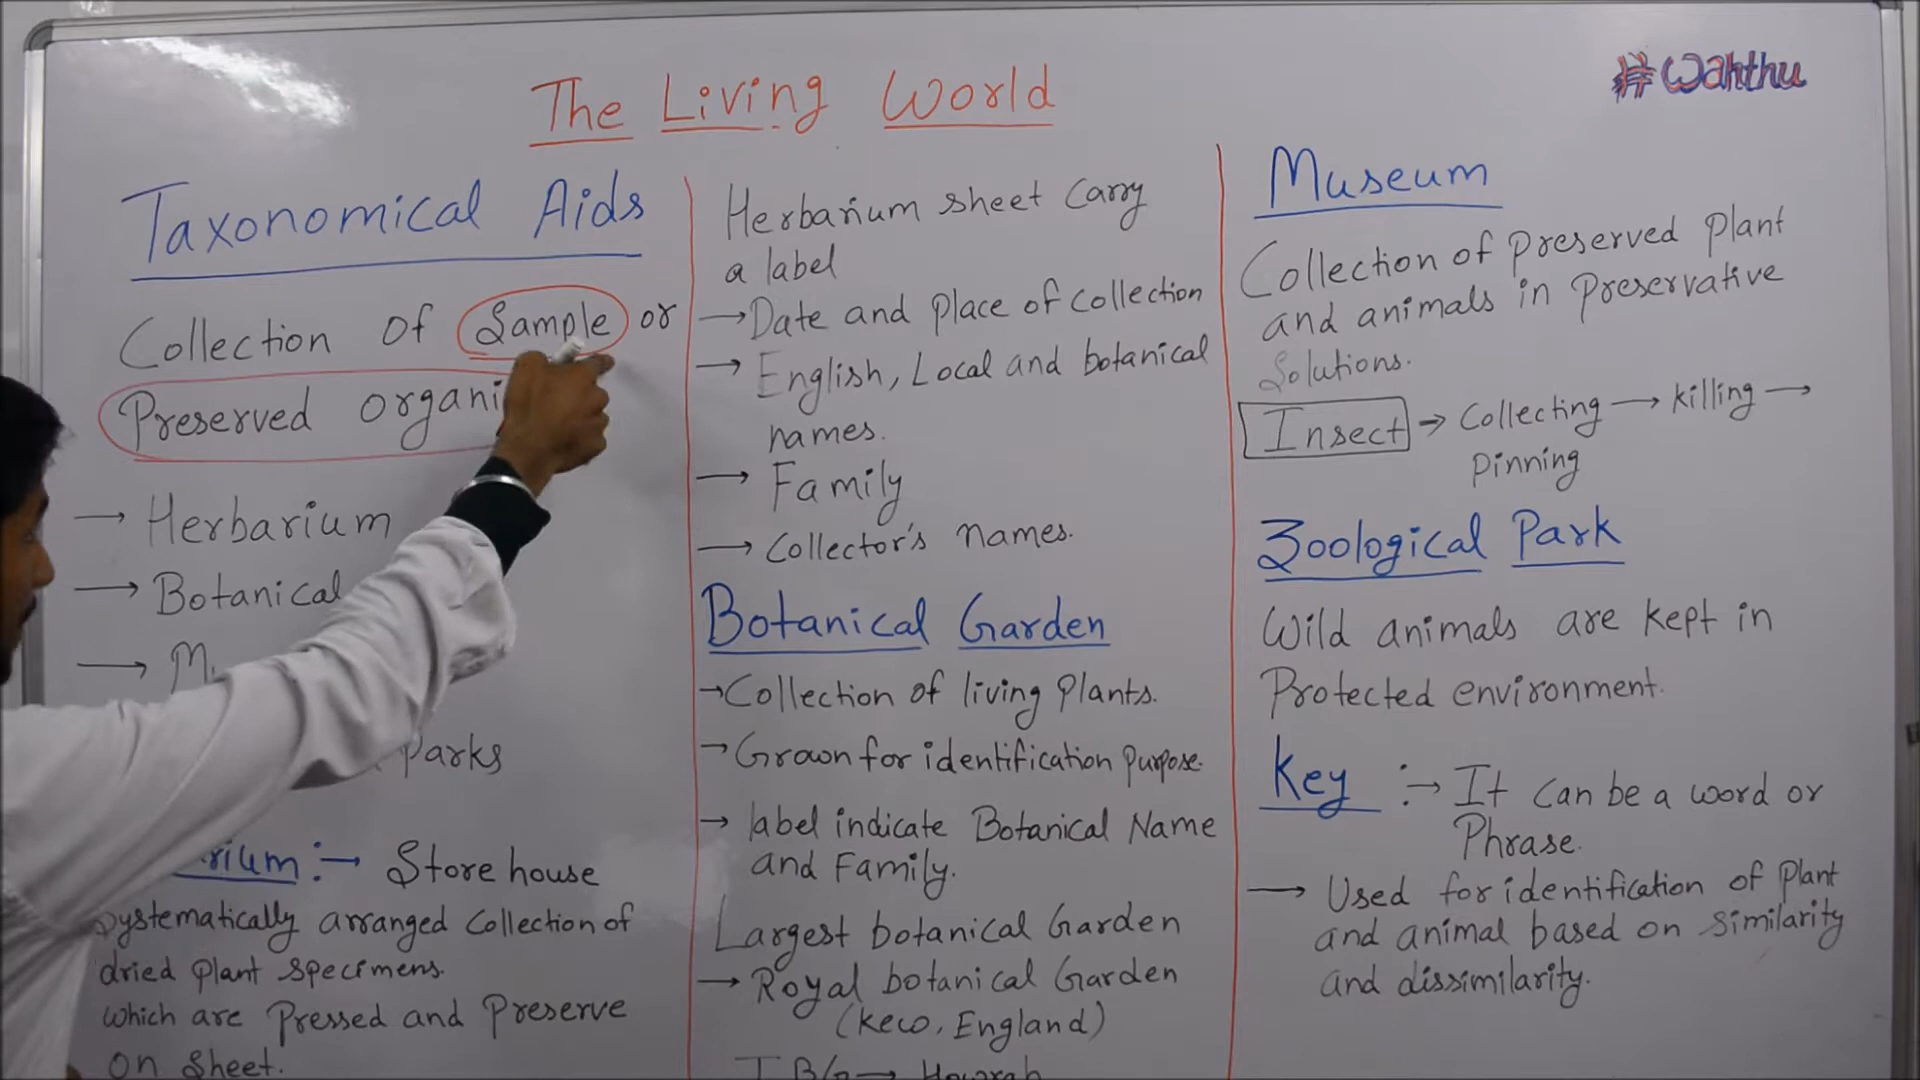 The Living World
#Wahthu
Taxonomical Aids
Collection of Sample or
Preserved organi
→ Herbarium
→ Botanical
→ M
Parks
rium :→ Store house
Systematically arranged Collection of
dried plant specimens.
which are Pressed and Preserve
on sheet.
Herbarium sheet Carry
a label
→ Date and place of collection
→ English, Local and botanical
names.
→ Family
→ Collector's names.
Botanical Garden
→ Collection of living plants.
→ Grown for identification purpose.
→ label indicate Botanical Name
and Family.
Largest botanical Garden
→ Royal botanical Garden
(Kew, England)
I B G → Howrah
Museum
Collection of preserved plant
and animals in preservative
Solutions.
Insect → Collecting → killing →
pinning
Zoological Park
Wild animals are kept in
Protected environment.
Key :→ It can be a word or
Phrase.
→ Used for identification of plant
and animal based on similarity
and dissimilarity.